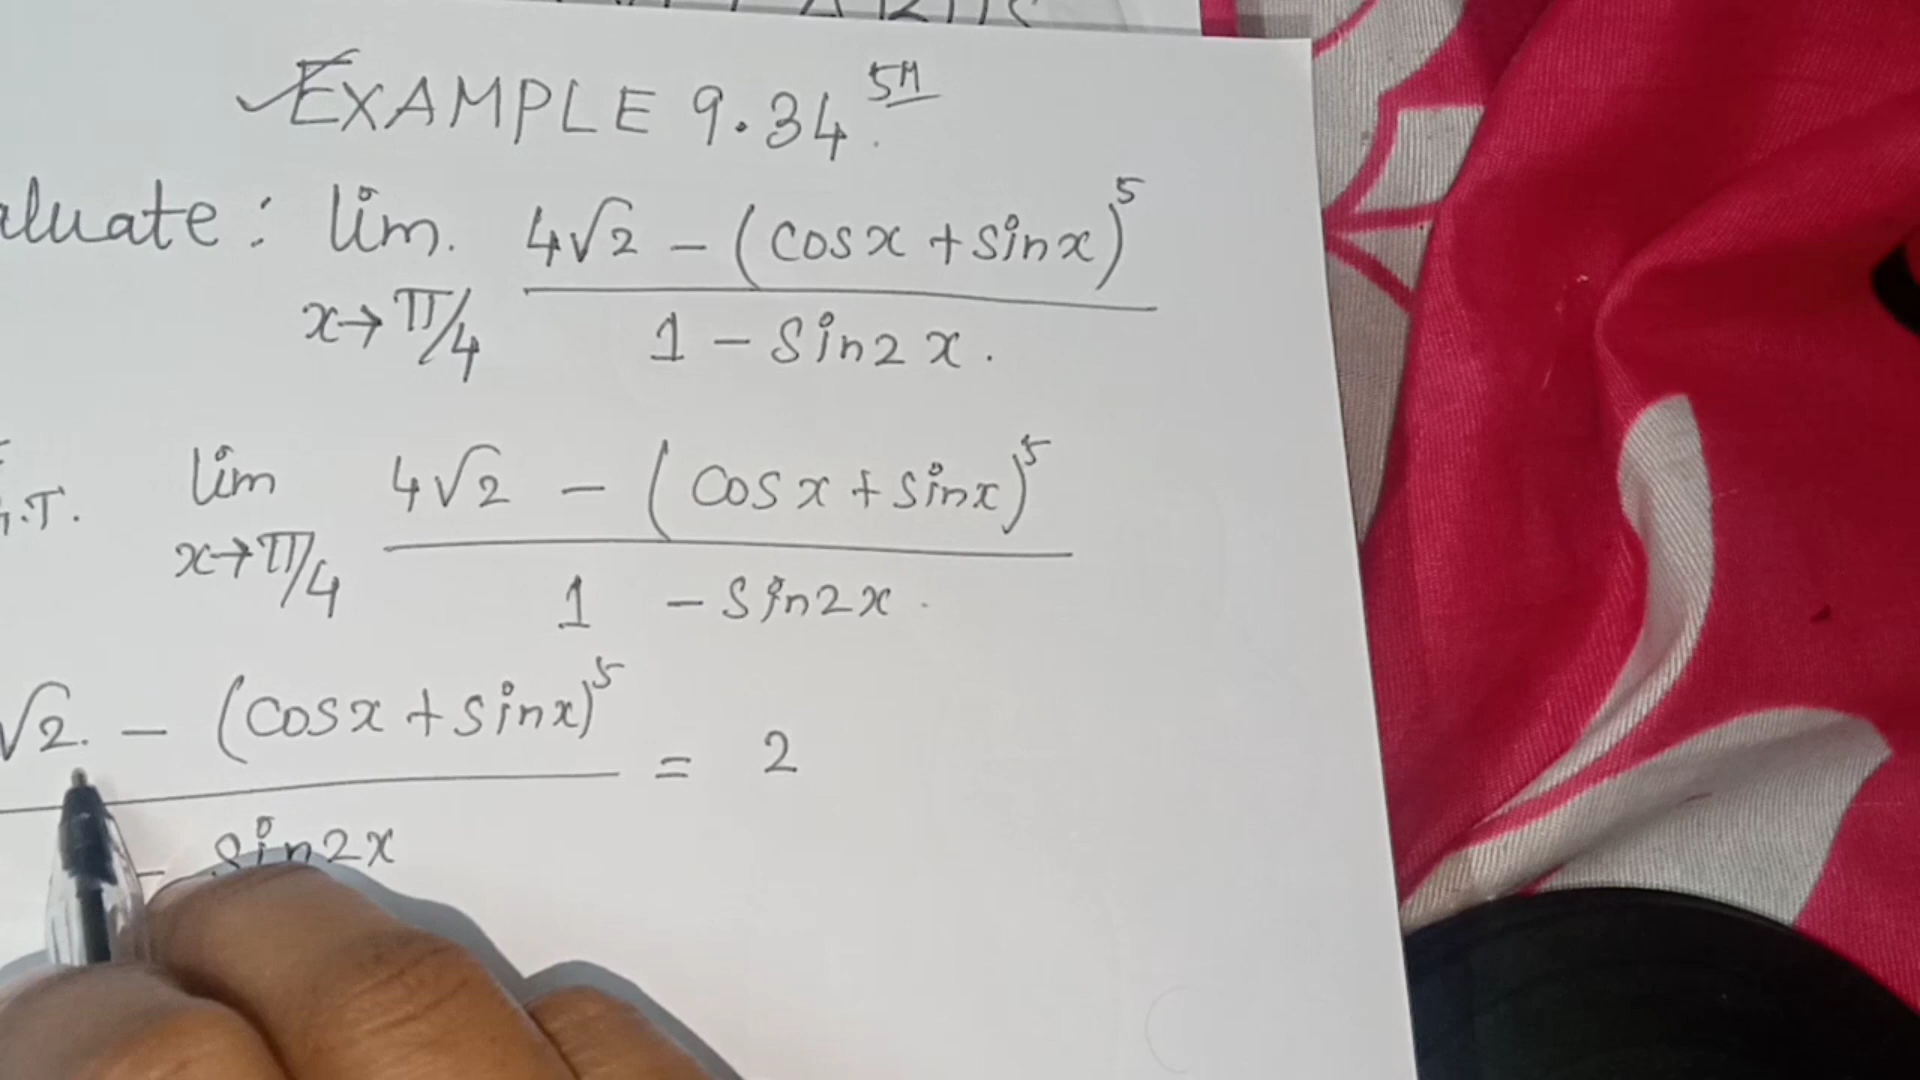 EXAMPLE 9.34 5M
aluate: lim. 4√2 - (cosx + sinx)^5
x→π/4 1 - sin2x.
.T. lim 4√2 - (cosx + sinx)^5
x→π/4 1 - sin2x.
√2. - (cosx + sinx)^5 = 2
- sin2x